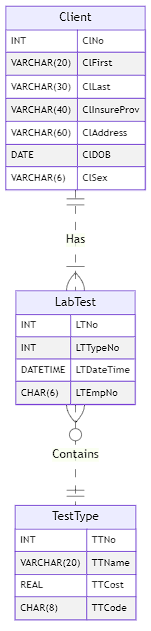 Client
INT ClNo
VARCHAR(20) ClFirst
VARCHAR(30) ClLast
VARCHAR(40) ClInsureProv
VARCHAR(60) ClAddress
DATE ClDOB
VARCHAR(6) ClSex
Has
LabTest
INT LTNo
INT LTTypeNo
DATETIME LTDateTime
CHAR(6) LTEmpNo
Contains
TestType
INT TTNo
VARCHAR(20) TTName
REAL TTCost
CHAR(8) TTCode